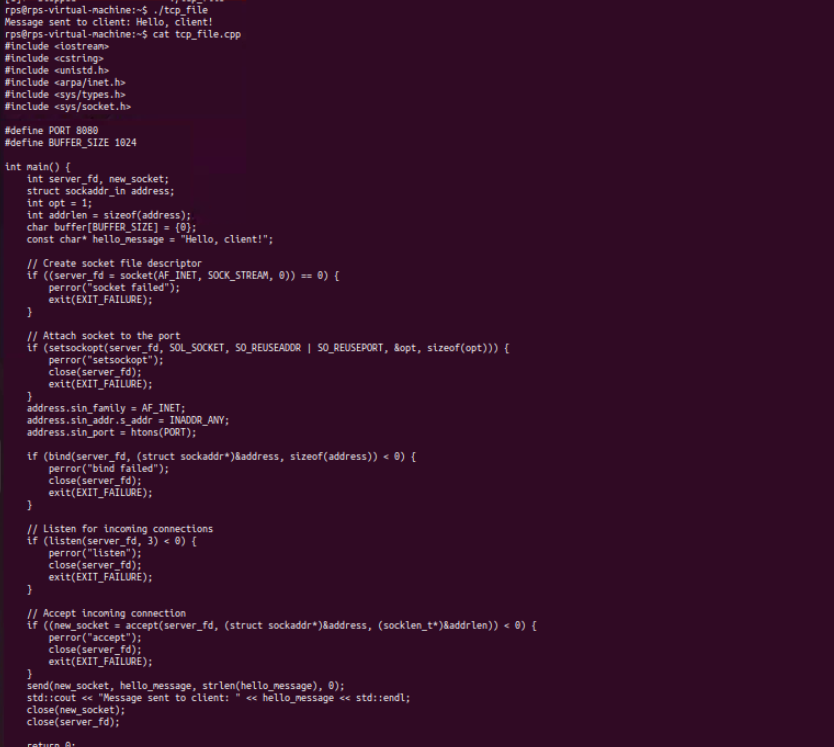 rps@rps-virtual-machine:~$ ./tcp_file
Message sent to client: Hello, client!
rps@rps-virtual-machine:~$ cat tcp_file.cpp
#include <iostream>
#include <cstring>
#include <unistd.h>
#include <arpa/inet.h>
#include <sys/types.h>
#include <sys/socket.h>

#define PORT 8080
#define BUFFER_SIZE 1024

int main() {
    int server_fd, new_socket;
    struct sockaddr_in address;
    int opt = 1;
    int addrlen = sizeof(address);
    char buffer[BUFFER_SIZE] = {0};
    const char* hello_message = "Hello, client!";

    // Create socket file descriptor
    if ((server_fd = socket(AF_INET, SOCK_STREAM, 0)) == 0) {
        perror("socket failed");
        exit(EXIT_FAILURE);
    }

    // Attach socket to the port
    if (setsockopt(server_fd, SOL_SOCKET, SO_REUSEADDR | SO_REUSEPORT, &opt, sizeof(opt))) {
        perror("setsockopt");
        close(server_fd);
        exit(EXIT_FAILURE);
    }
    address.sin_family = AF_INET;
    address.sin_addr.s_addr = INADDR_ANY;
    address.sin_port = htons(PORT);

    if (bind(server_fd, (struct sockaddr*)&address, sizeof(address)) < 0) {
        perror("bind failed");
        close(server_fd);
        exit(EXIT_FAILURE);
    }

    // Listen for incoming connections
    if (listen(server_fd, 3) < 0) {
        perror("listen");
        close(server_fd);
        exit(EXIT_FAILURE);
    }

    // Accept incoming connection
    if ((new_socket = accept(server_fd, (struct sockaddr*)&address, (socklen_t*)&addrlen)) < 0) {
        perror("accept");
        close(server_fd);
        exit(EXIT_FAILURE);
    }
    send(new_socket, hello_message, strlen(hello_message), 0);
    std::cout << "Message sent to client: " << hello_message << std::endl;
    close(new_socket);
    close(server_fd);

    return 0;